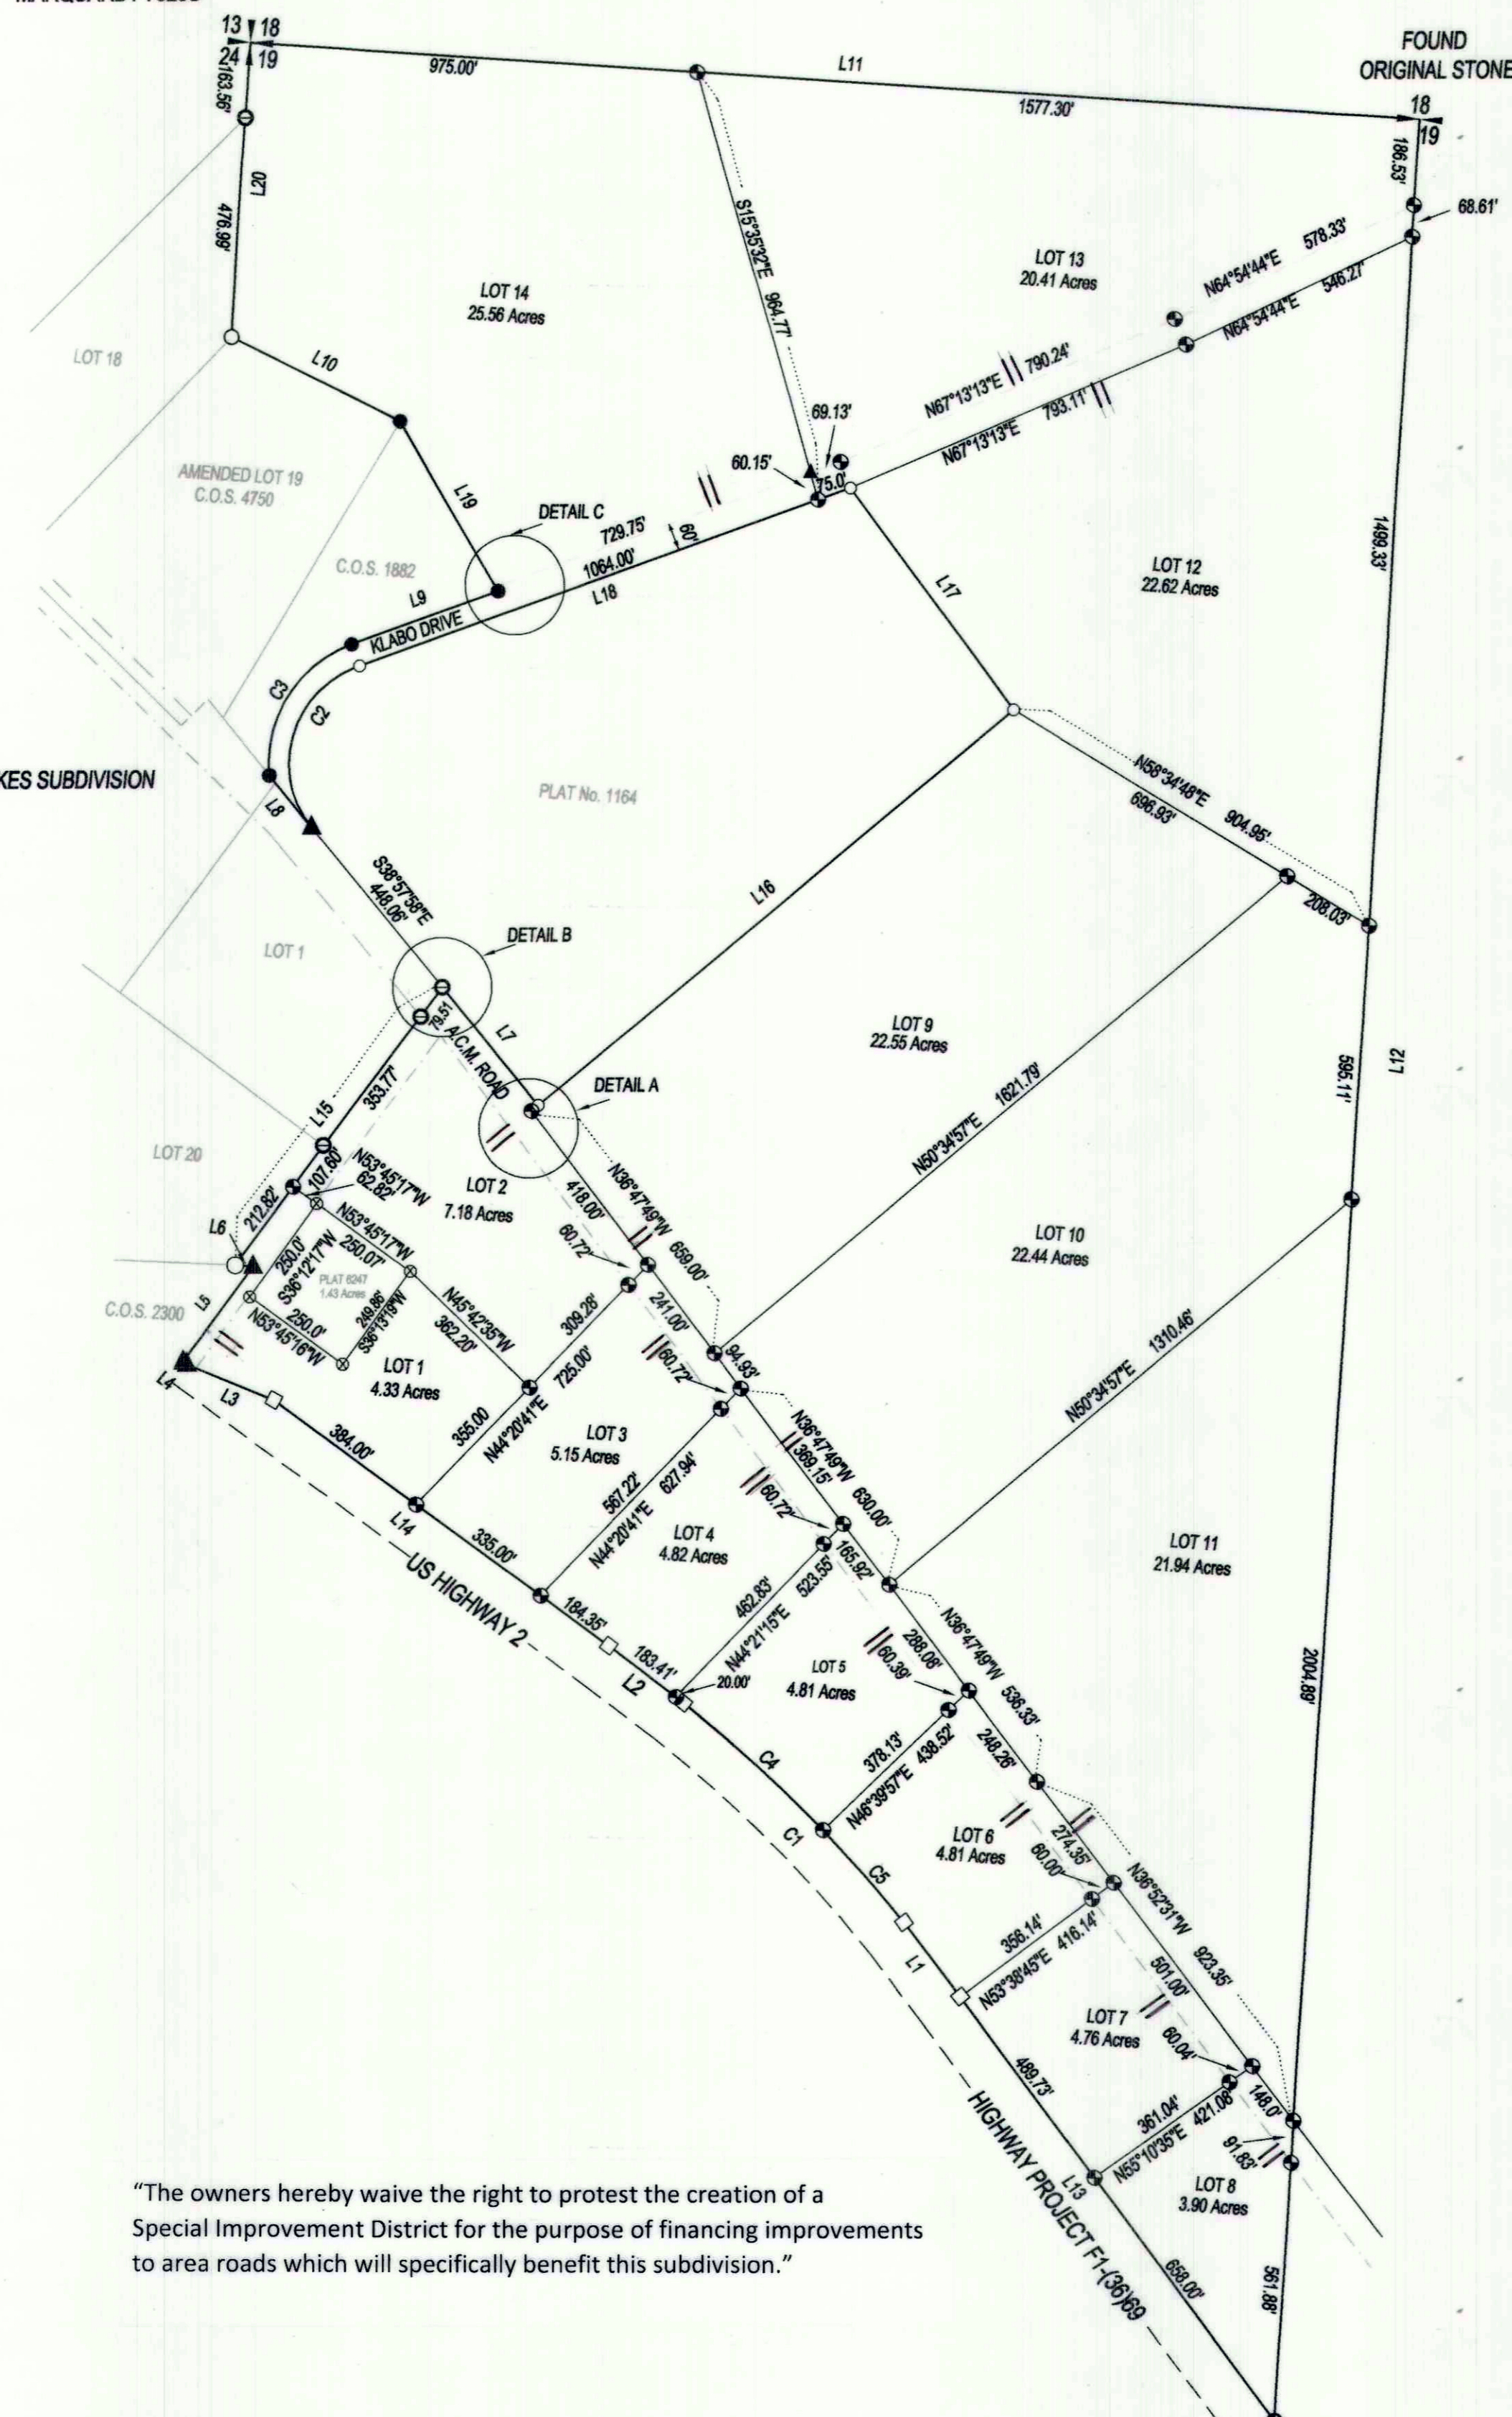 13 18
24 19
163.56'
975.00'
L11
1577.30'
FOUND
ORIGINAL STONE
18
19
186.53'
68.61'
L20
476.99'
S15°35'32"E 964.77'
LOT 13
20.41 Acres
N64°54'44"E 578.33'
N64°54'44"E 546.27'
LOT 14
25.56 Acres
LOT 18
L10
N67°13'13"E 790.24'
N67°13'13"E 793.11'
69.13'
60.15'
75.0'
AMENDED LOT 19
C.O.S. 4750
L19
DETAIL C
729.75'
60'
1064.00'
L18
C.O.S. 1882
L9
KLABO DRIVE
L17
LOT 12
22.62 Acres
1499.33'
C3
C2
KES SUBDIVISION
L8
PLAT No. 1164
N58°34'48"E 904.95'
696.93'
208.03'
S38°57'58"E
448.06'
L16
LOT 1
DETAIL B
79.51
L7
A.C.M. ROAD
DETAIL A
LOT 9
22.55 Acres
L12
595.11'
353.77'
L15
N50°34'57"E 1621.79'
LOT 20
107.60'
N53°45'17"W
62.82'
LOT 2
7.18 Acres
418.00'
N36°47'49"W 659.00'
212.82'
L6
N53°45'17"W
250.07'
250.0'
S36°12'17"W
PLAT 6247
1.43 Acres
249.86'
S36°13'19"W
60.72'
LOT 10
22.44 Acres
C.O.S. 2300
L5
250.0'
N53°45'16"W
N45°42'35"W
362.20'
309.28'
241.00'
94.93'
N50°34'57"E 1310.46'
L4
L3
LOT 1
4.33 Acres
725.00'
60.72'
384.00'
355.00
N44°20'41"E
LOT 3
5.15 Acres
N36°47'49"W 630.00'
369.15'
567.22'
N44°20'41"E 627.94'
60.72'
L14
335.00'
LOT 4
4.82 Acres
165.92'
LOT 11
21.94 Acres
US HIGHWAY 2
184.35'
462.83'
N44°21'15"E 523.55'
N36°47'49"W 536.33'
288.08'
183.41'
L2
20.00'
LOT 5
4.81 Acres
60.39'
2004.89'
C4
378.13'
N46°39'57"E 438.52'
248.26'
C1
LOT 6
4.81 Acres
274.35'
60.00'
C5
N36°52'31"W 923.35'
356.14'
N53°38'45"E 416.14'
L1
501.00'
LOT 7
4.76 Acres
60.04'
489.73'
148.0'
361.04'
N55°10'35"E 421.08'
91.83'
L13
LOT 8
3.90 Acres
HIGHWAY PROJECT F1-(36)69
658.00'
561.88'
“The owners hereby waive the right to protest the creation of a
Special Improvement District for the purpose of financing improvements
to area roads which will specifically benefit this subdivision.”